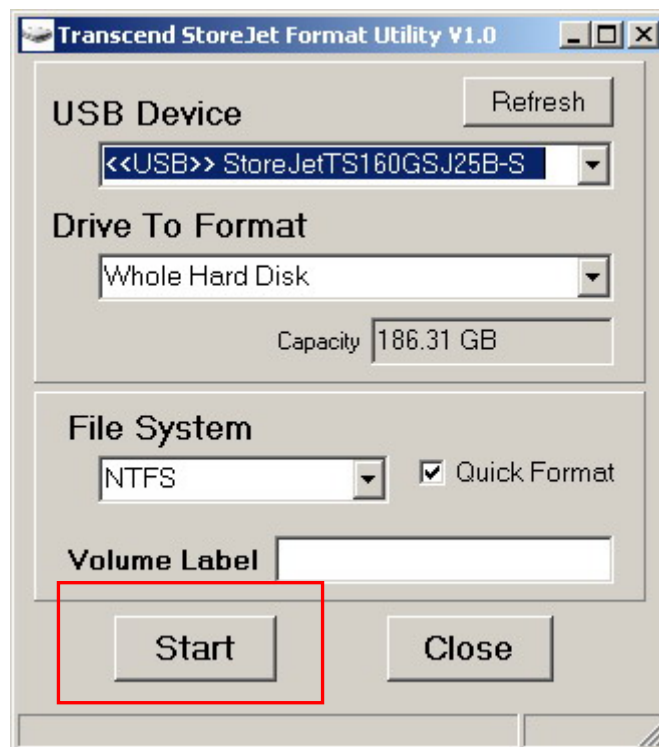 Transcend StoreJet Format Utility V1.0
Refresh
USB Device
<<USB>> StoreJetTS160GSJ25B-S
Drive To Format
Whole Hard Disk
Capacity 186.31 GB
File System
NTFS Quick Format
Volume Label
Start Close